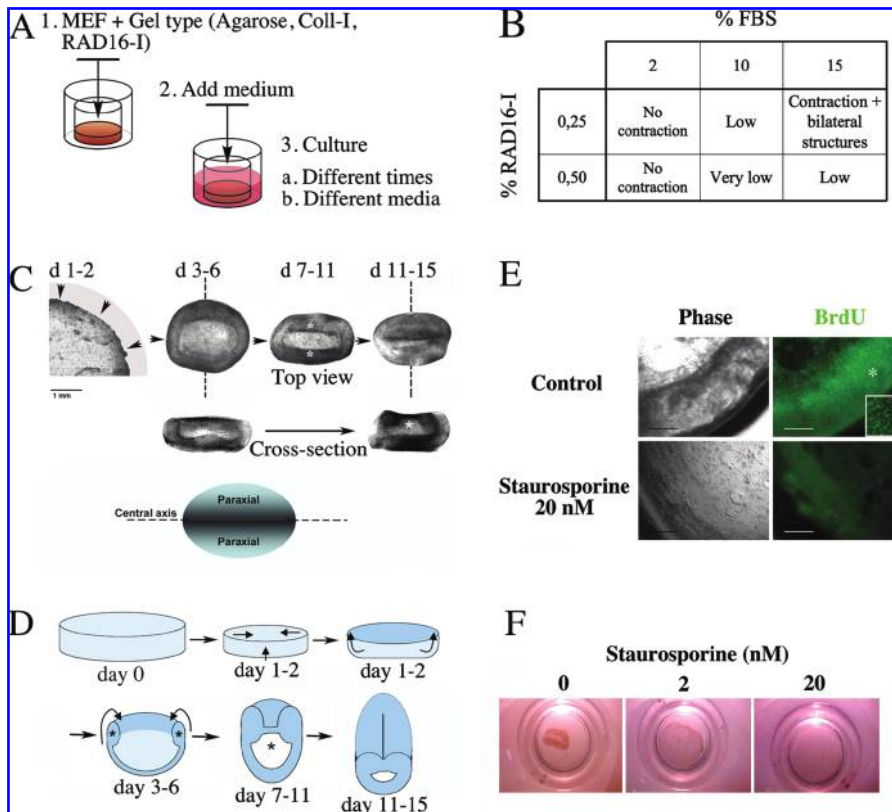 A
1. MEF + Gel type (Agarose, Coll-I,
RAD16-I)
2. Add medium
3. Culture
a. Different times
b. Different media
B
% FBS
2
10
15
% RAD16-I
0,25
No
contraction
Low
Contraction +
bilateral
structures
0,50
No
contraction
Very low
Low
C
d 1-2
d 3-6
d 7-11
d 11-15
*
*
1 mm
Top view
*
Cross-section
Paraxial
Central axis
Paraxial
D
day 0
day 1-2
day 1-2
*
*
*
day 3-6
day 7-11
day 11-15
E
Phase
BrdU
Control
*
Staurosporine
20 nM
F
Staurosporine (nM)
0
2
20